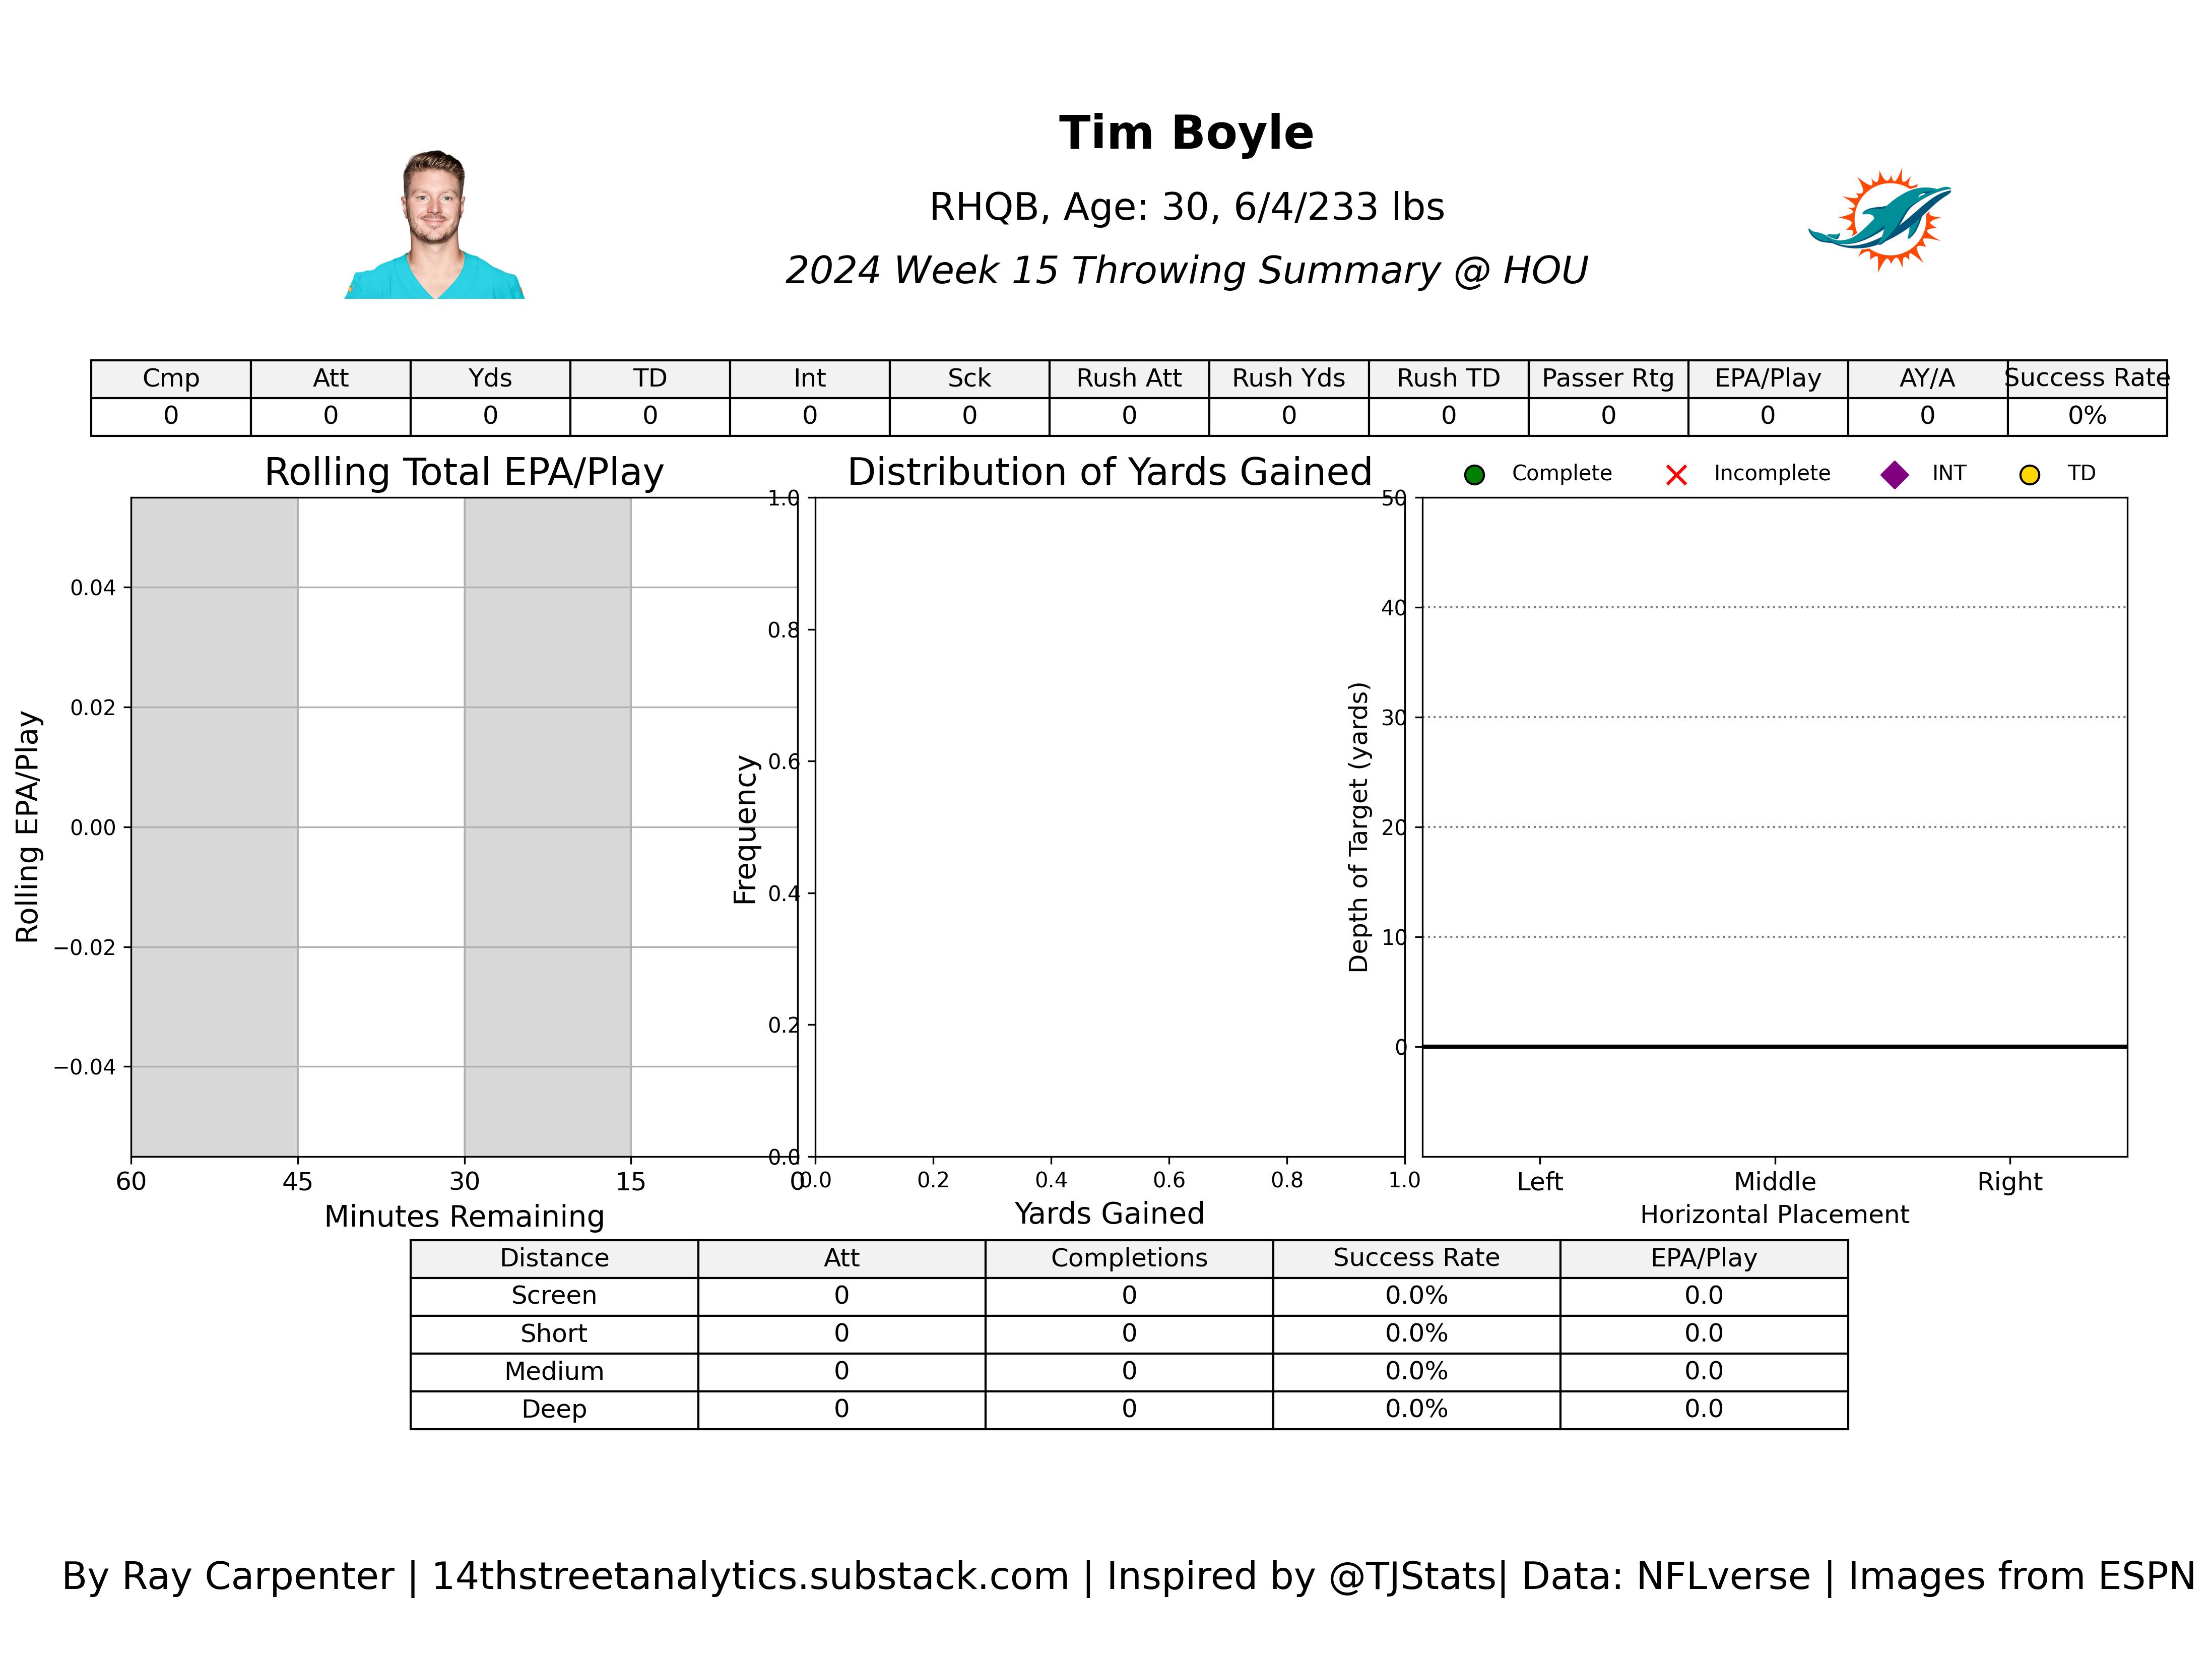 Tim Boyle
RHQB, Age: 30, 6/4/233 lbs
2024 Week 15 Throwing Summary @ HOU
Cmp Att Yds TD Int Sck Rush Att Rush Yds Rush TD Passer Rtg EPA/Play AY/A Success Rate
0 0 0 0 0 0 0 0 0 0 0 0 0%
Rolling Total EPA/Play
Rolling EPA/Play
0.04
0.02
0.00
−0.02
−0.04
60 45 30 15 0
Minutes Remaining
Distribution of Yards Gained
Frequency
1.0
0.8
0.6
0.4
0.2
0.0
0.0 0.2 0.4 0.6 0.8 1.0
Yards Gained
Complete Incomplete INT TD
Depth of Target (yards)
50
40
30
20
10
0
Left Middle Right
Horizontal Placement
Distance Att Completions Success Rate EPA/Play
Screen 0 0 0.0% 0.0
Short 0 0 0.0% 0.0
Medium 0 0 0.0% 0.0
Deep 0 0 0.0% 0.0
By Ray Carpenter | 14thstreetanalytics.substack.com | Inspired by @TJStats| Data: NFLverse | Images from ESPN